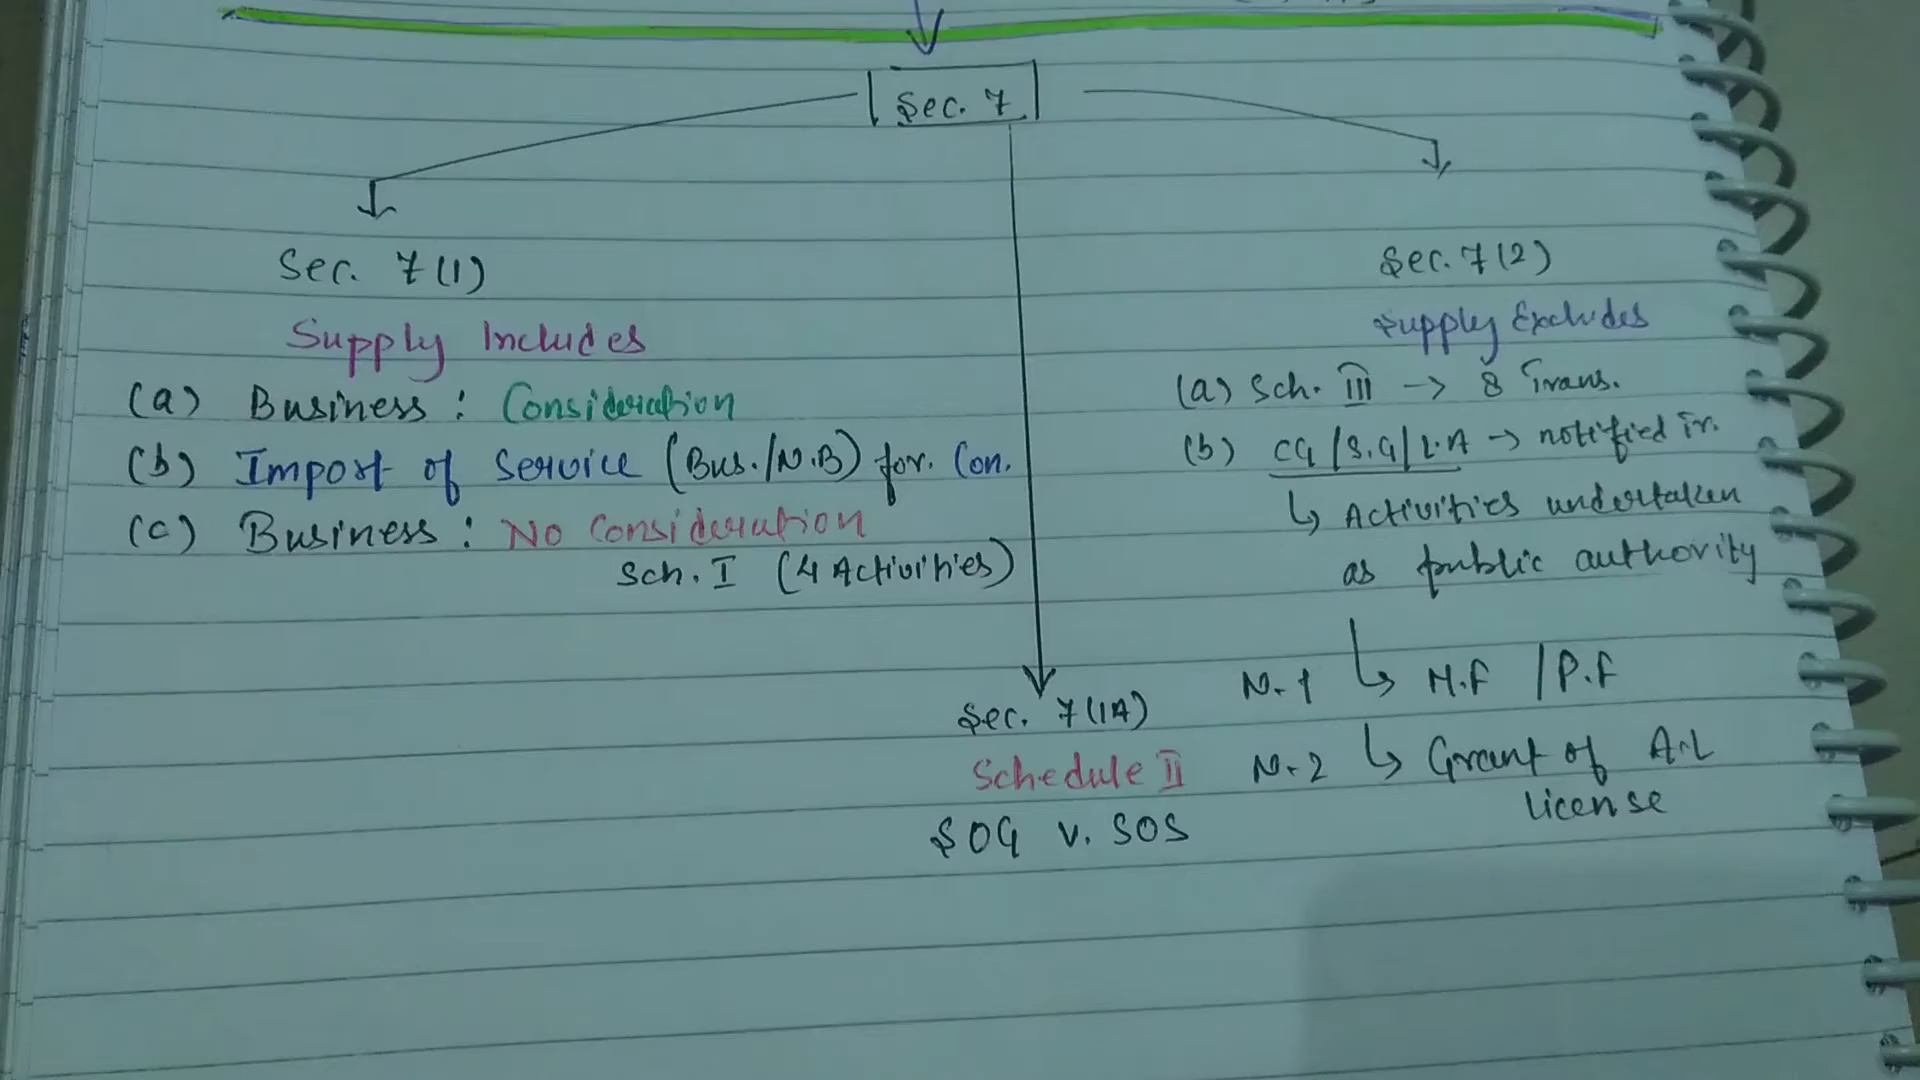 Sec. 7
Sec. 7(1)
Supply Includes
(a) Business : Consideration
(b) Import of Service (Bus./N.B) for. Con.
(c) Business : No Consideration
Sch. I (4 Activities)
Sec. 7(1A)
Schedule II
SOG v. SOS
Sec. 7(2)
Supply Excludes
(a) Sch. III → 8 Trans.
(b) CG/S.G/L.A → notified tr.
↳ Activities undertaken
as public authority
N.1 ↳ M.F / P.F
N.2 ↳ Grant of A.L
License